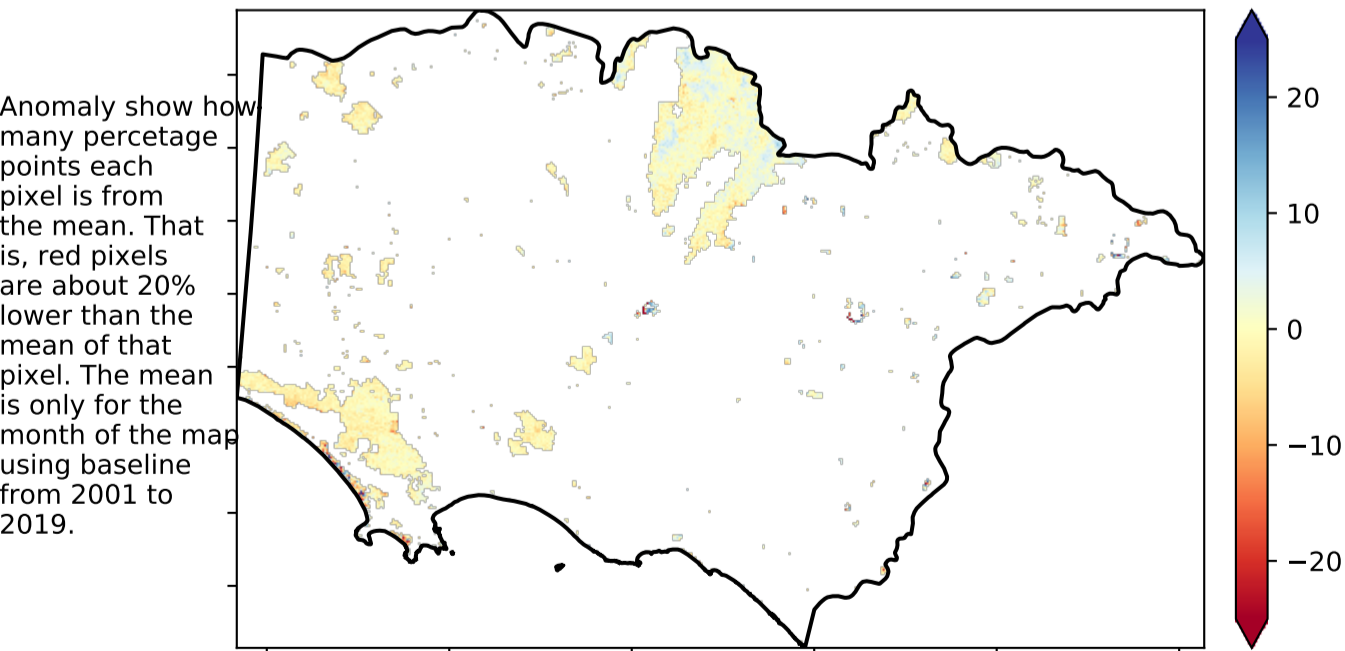 Anomaly show how
many percetage
points each
pixel is from
the mean. That
is, red pixels
are about 20%
lower than the
mean of that
pixel. The mean
is only for the
month of the map
using baseline
from 2001 to
2019.
20
10
0
−10
−20